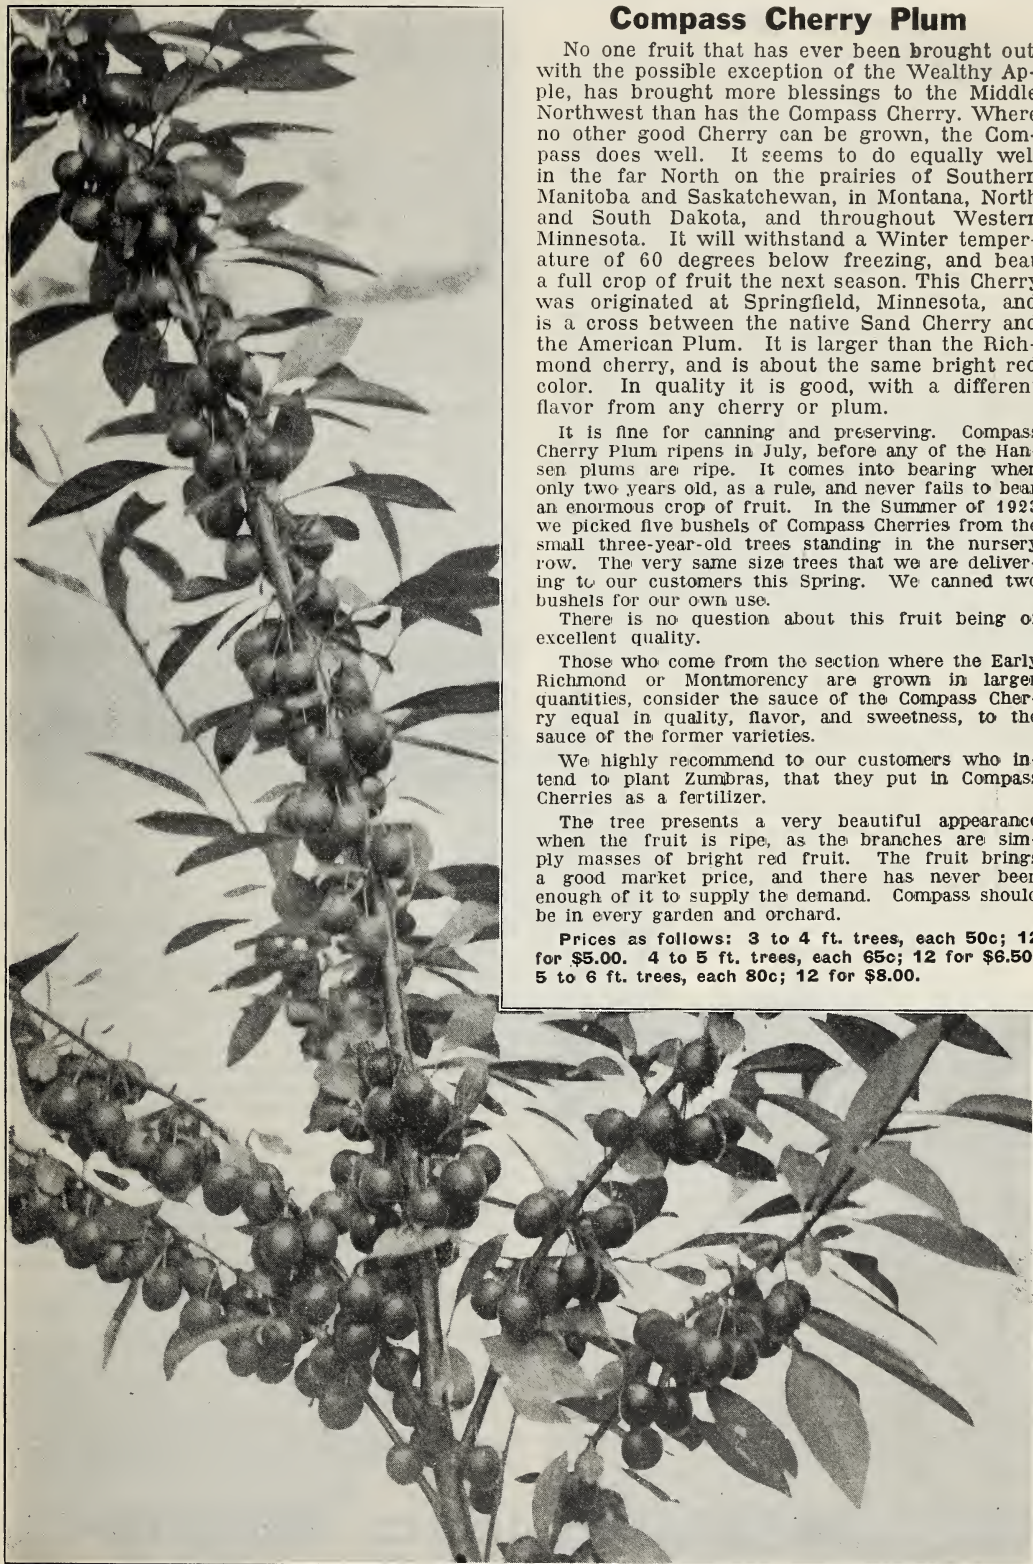 Compass Cherry Plum
No one fruit that has ever been brought out
with the possible exception of the Wealthy Ap-
ple, has brought more blessings to the Middle
Northwest than has the Compass Cherry. Where
no other good Cherry can be grown, the Com-
pass does well. It seems to do equally wel
in the far North on the prairies of Southern
Manitoba and Saskatchewan, in Montana, North
and South Dakota, and throughout Western
Minnesota. It will withstand a Winter temper-
ature of 60 degrees below freezing, and bear
a full crop of fruit the next season. This Cherry
was originated at Springfield, Minnesota, and
is a cross between the native Sand Cherry and
the American Plum. It is larger than the Rich-
mond cherry, and is about the same bright red
color. In quality it is good, with a different
flavor from any cherry or plum.
It is fine for canning and preserving. Compass
Cherry Plum ripens in July, before any of the Han-
sen plums are ripe. It comes into bearing when
only two years old, as a rule, and never fails to bear
an enormous crop of fruit. In the Summer of 192
we picked five bushels of Compass Cherries from the
small three-year-old trees standing in the nursery
row. The very same size trees that we are deliver-
ing to our customers this Spring. We canned two
bushels for our own use.
There is no question about this fruit being of
excellent quality.
Those who come from the section where the Early
Richmond or Montmorency are grown in larger
quantities, consider the sauce of the Compass Cher-
ry equal in quality, flavor, and sweetness, to the
sauce of the former varieties.
We highly recommend to our customers who in-
tend to plant Zumbras, that they put in Compass
Cherries as a fertilizer.
The tree presents a very beautiful appearance
when the fruit is ripe, as the branches are sim-
ply masses of bright red fruit. The fruit brings
a good market price, and there has never been
enough of it to supply the demand. Compass should
be in every garden and orchard.
Prices as follows: 3 to 4 ft. trees, each 50c; 12
for $5.00. 4 to 5 ft. trees, each 65c; 12 for $6.50
5 to 6 ft. trees, each 80c; 12 for $8.00.